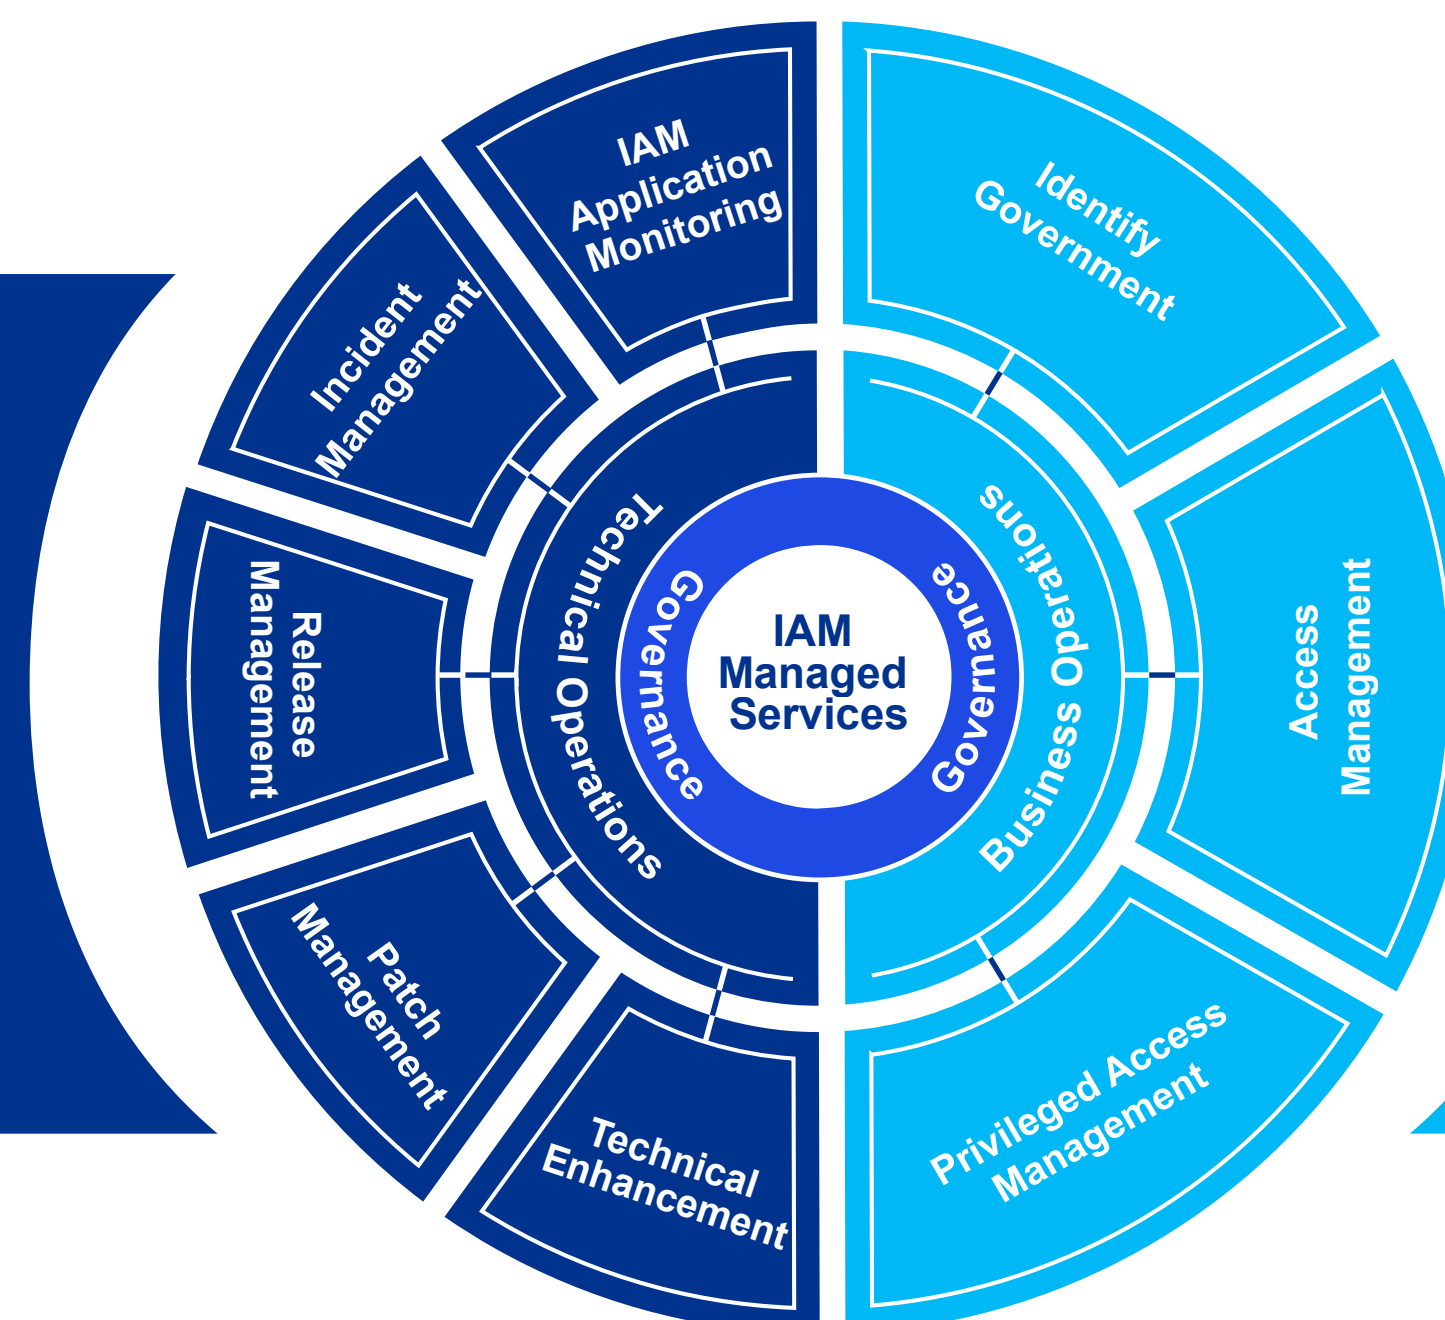 IAM
Application
Monitoring
Identify
Government
Incident
Management
Access
Management
Release
Management
Technical Operations
Governance
IAM
Managed
Services
Governance
Business Operations
Patch
Management
Privileged Access
Management
Technical
Enhancement